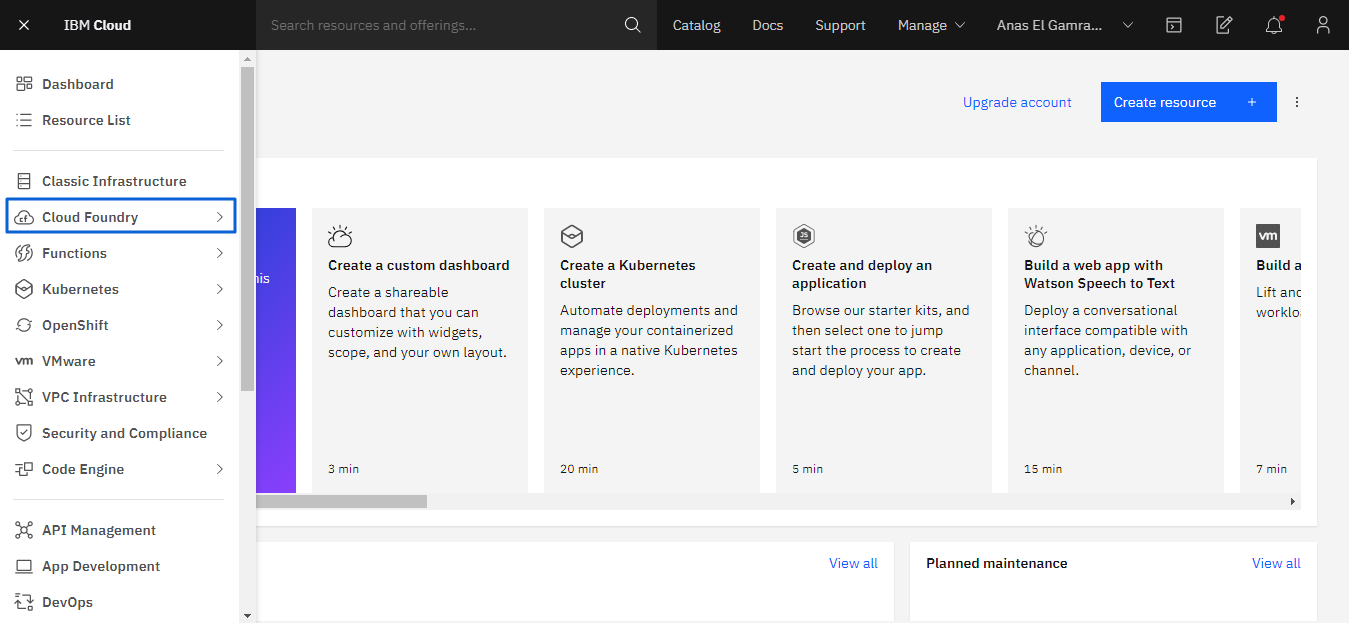 IBM Cloud
Search resources and offerings...
Catalog
Docs
Support
Manage
Anas El Gamra...
Dashboard
Resource List
Classic Infrastructure
cf
Cloud Foundry
Functions
Kubernetes
OpenShift
vm
VMware
VPC Infrastructure
Security and Compliance
Code Engine
API Management
App Development
DevOps
Upgrade account
Create resource +
his
Create a custom dashboard
Create a shareable
dashboard that you can
customize with widgets,
scope, and your own layout.
3 min
Create a Kubernetes
cluster
Automate deployments and
manage your containerized
apps in a native Kubernetes
experience.
20 min
JS
Create and deploy an
application
Browse our starter kits, and
then select one to jump
start the process to create
and deploy your app.
5 min
Build a web app with
Watson Speech to Text
Deploy a conversational
interface compatible with
any application, device, or
channel.
15 min
vm
Build a
Lift and
worklo
7 min
View all
Planned maintenance
View all